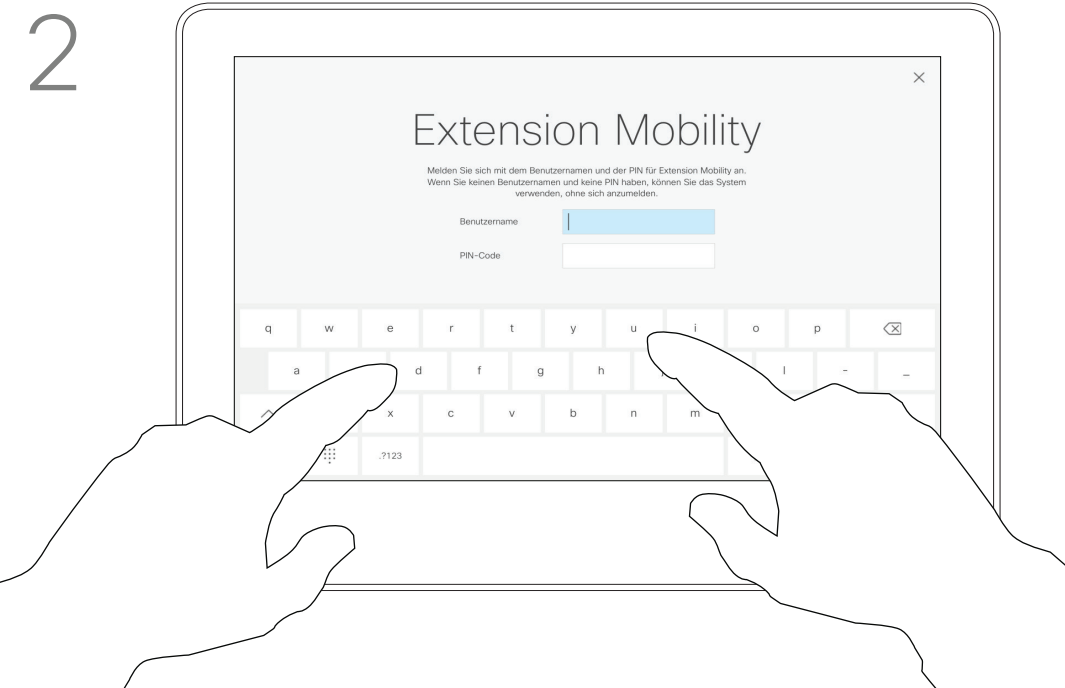 2
Extension Mobility
Melden Sie sich mit dem Benutzernamen und der PIN für Extension Mobility an.
Wenn Sie keinen Benutzernamen und keine PIN haben, können Sie das System
verwenden, ohne sich anzumelden.
Benutzername
PIN-Code
q w e r t y u i o p
a d f g h l - _
x c v b n m
.?123